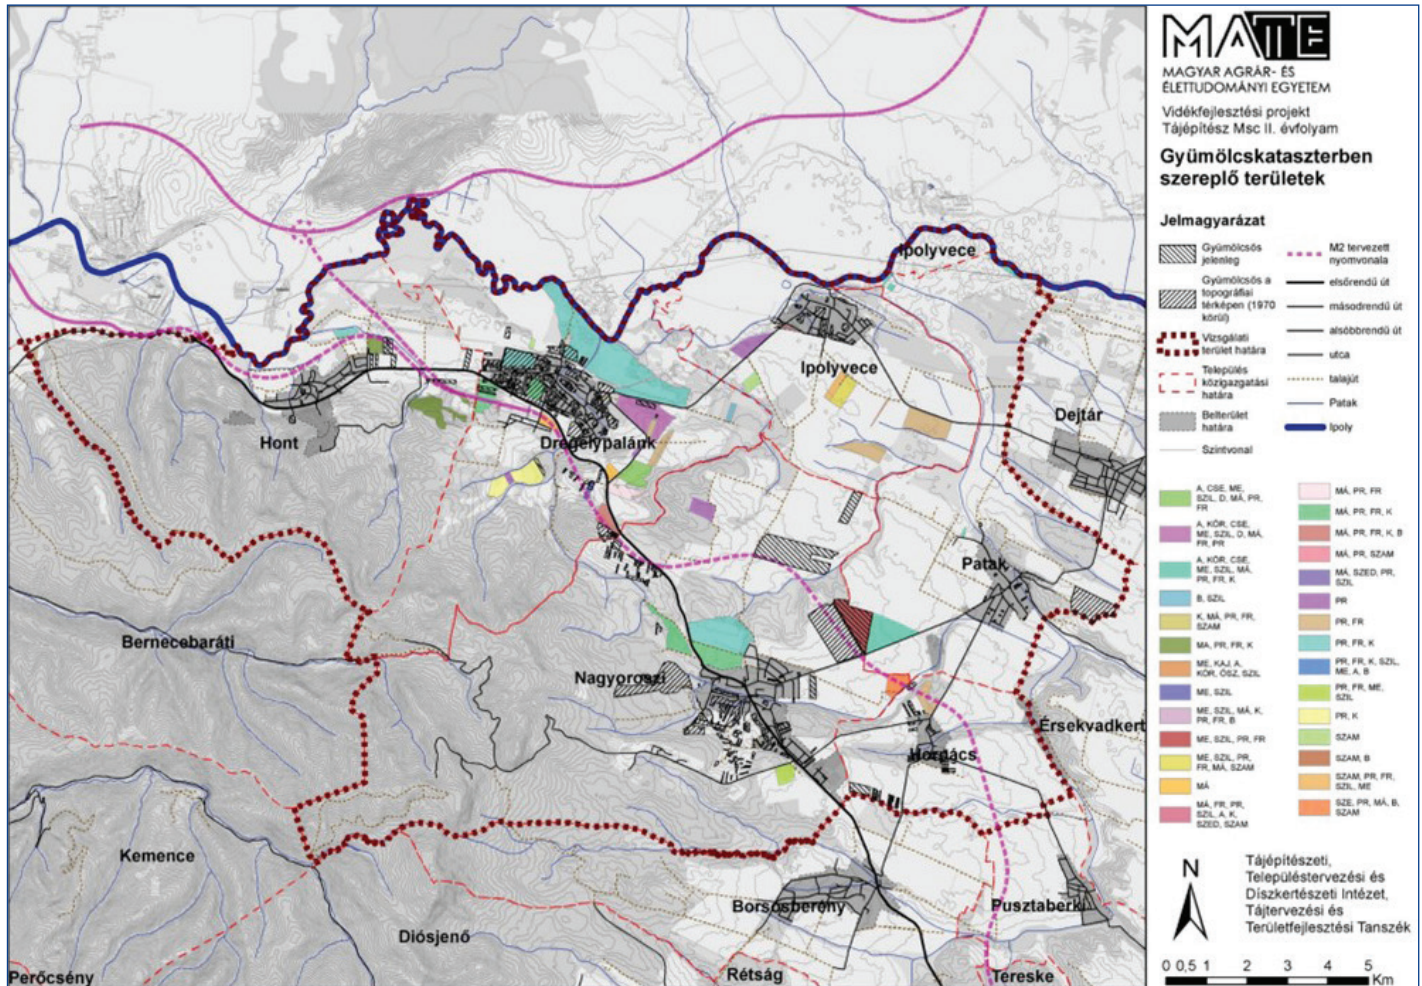 MATE
MAGYAR AGRÁR- ÉS
ÉLETTUDOMÁNYI EGYETEM
Vidékfejlesztési projekt
Tájépítész Msc II. évfolyam
Gyümölcskataszterben
szereplő területek
Jelmagyarázat
Gyümölcsös
jelenleg
Gyümölcsös a
topográfiai
térképen (1970
körül)
Vizsgálati
terület határa
Település
közigazgatási
határa
Belterület
határa
Szintvonal
M2 tervezett
nyomvonala
elsőrendű út
másodrendű út
alsóbbrendű út
utca
talajút
Patak
Ipoly
A, CSE, ME,
SZIL, D, MÁ, PR,
FR
A, KÖR, CSE,
ME, SZIL, D, MÁ,
FR, PR
A, KÖR, CSE,
ME, SZIL, MÁ,
PR, FR, K
B, SZIL
K, MÁ, PR, FR,
SZAM
MA, PR, FR, K
ME, KAJ, A,
KÖR, ŐSZ, SZIL
ME, SZIL
ME, SZIL, MÁ, K,
PR, FR, B
ME, SZIL, PR, FR
ME, SZIL, PR,
FR, MÁ, SZAM
MÁ
MÁ, FR, PR,
SZIL, A, K,
SZED, SZAM
MÁ, PR, FR
MÁ, PR, FR, K
MÁ, PR, FR, K, B
MÁ, PR, SZAM
MÁ, SZED, PR,
SZIL
PR
PR, FR
PR, FR, K
PR, FR, K, SZIL,
ME, A, B
PR, FR, ME,
SZIL
PR, K
SZAM
SZAM, B
SZAM, PR, FR,
SZIL, ME
SZE, PR, MÁ, B,
SZAM
N
Tájépítészeti,
Településtervezési és
Díszkertészeti Intézet,
Tájtervezési és
Területfejlesztési Tanszék
0 0,5 1 2 3 4 5
Km
Ipolyvece
Ipolyvece
Dejtár
Hont
Drégelypalánk
Patak
Bernecebaráti
Nagyoroszi
Érsekvadkert
Horpács
Kemence
Borsosberény
Pusztaberki
Diósjenő
Perőcsény
Rétság
Tereske